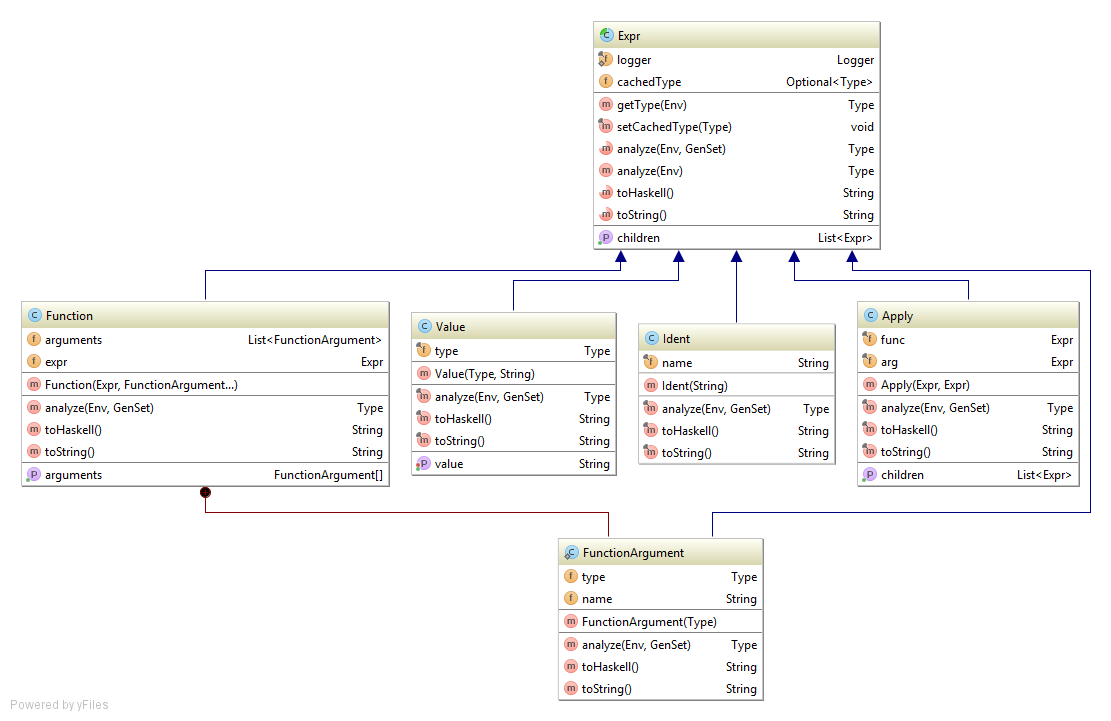 Expr
logger Logger
cachedType Optional<Type>
getType(Env) Type
setCachedType(Type) void
analyze(Env, GenSet) Type
analyze(Env) Type
toHaskell() String
toString() String
children List<Expr>
Function
arguments List<FunctionArgument>
expr Expr
Function(Expr, FunctionArgument...)
analyze(Env, GenSet) Type
toHaskell() String
toString() String
arguments FunctionArgument[]
Value
type Type
Value(Type, String)
analyze(Env, GenSet) Type
toHaskell() String
toString() String
value String
Ident
name String
Ident(String)
analyze(Env, GenSet) Type
toHaskell() String
toString() String
Apply
func Expr
arg Expr
Apply(Expr, Expr)
analyze(Env, GenSet) Type
toHaskell() String
toString() String
children List<Expr>
FunctionArgument
type Type
name String
FunctionArgument(Type)
analyze(Env, GenSet) Type
toHaskell() String
toString() String
Powered by yFiles